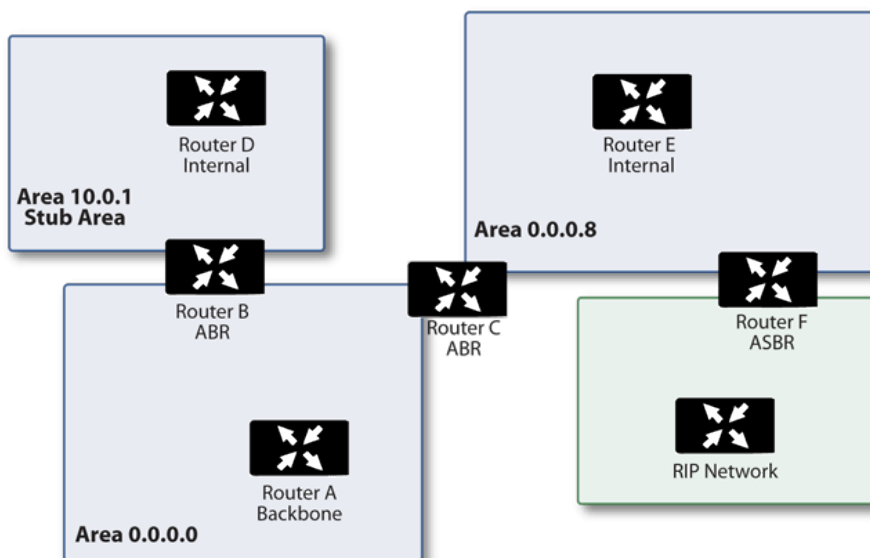 Router D
Internal
Area 10.0.1
Stub Area
Router E
Internal
Area 0.0.0.8
Router B
ABR
Router C
ABR
Router F
ASBR
Router A
Backbone
Area 0.0.0.0
RIP Network